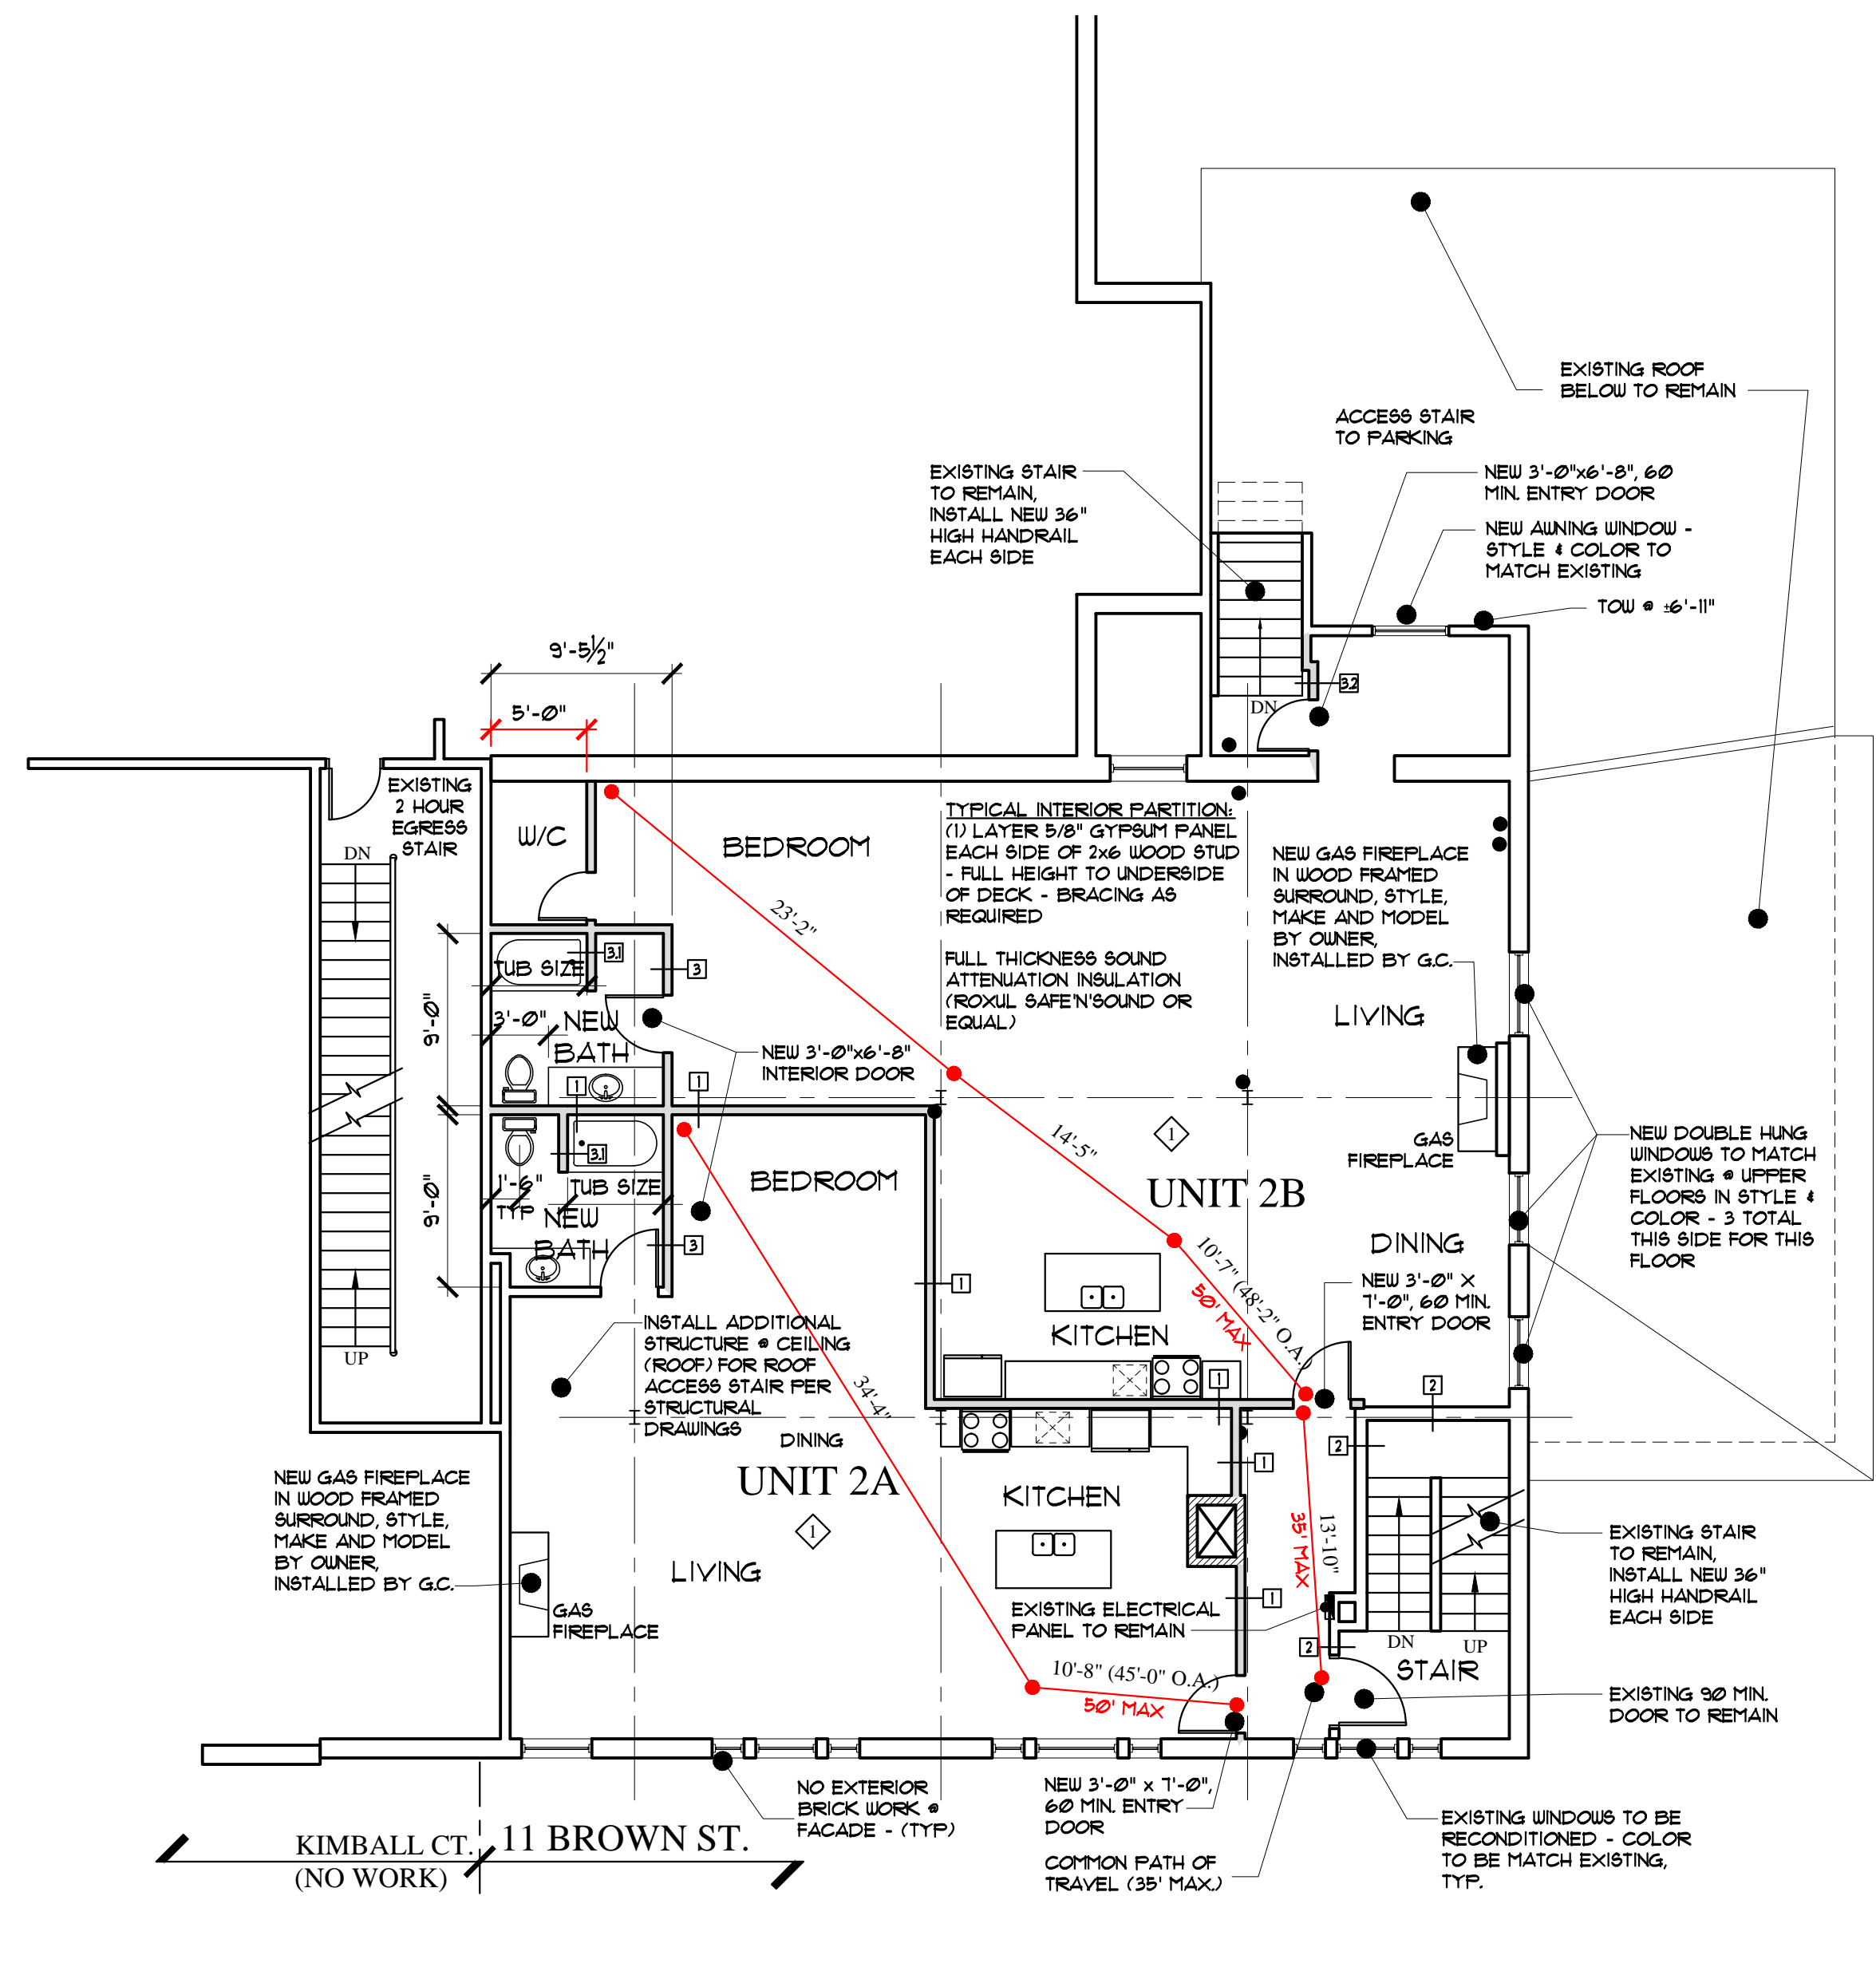 EXISTING ROOF
BELOW TO REMAIN
ACCESS STAIR
TO PARKING
EXISTING STAIR
TO REMAIN,
INSTALL NEW 36"
HIGH HANDRAIL
EACH SIDE
NEW 3'-0"x6'-8", 60
MIN. ENTRY DOOR
NEW AWNING WINDOW -
STYLE & COLOR TO
MATCH EXISTING
TOW @ ±6'-11"
9'-5½"
5'-0"
3.2
DN
EXISTING
2 HOUR
EGRESS
STAIR
DN
W/C
BEDROOM
TYPICAL INTERIOR PARTITION:
(1) LAYER 5/8" GYPSUM PANEL
EACH SIDE OF 2x6 WOOD STUD
- FULL HEIGHT TO UNDERSIDE
OF DECK - BRACING AS
REQUIRED
FULL THICKNESS SOUND
ATTENUATION INSULATION
(ROXUL SAFE'N'SOUND OR
EQUAL)
NEW GAS FIREPLACE
IN WOOD FRAMED
SURROUND, STYLE,
MAKE AND MODEL
BY OWNER,
INSTALLED BY G.C.
23'-2"
3.1
3
TUB SIZE
9'-0"
3'-0"
NEW
BATH
LIVING
NEW 3'-0"x6'-8"
INTERIOR DOOR
1
1
14'-5"
1
GAS
FIREPLACE
NEW DOUBLE HUNG
WINDOWS TO MATCH
EXISTING @ UPPER
FLOORS IN STYLE &
COLOR - 3 TOTAL
THIS SIDE FOR THIS
FLOOR
3.1
9'-0"
1'-6"
TYP
TUB SIZE
NEW
BATH
3
BEDROOM
UNIT 2B
DINING
10'-7" (48'-2" O.A.)
50' MAX
1
NEW 3'-0" X
7'-0", 60 MIN.
ENTRY DOOR
KITCHEN
UP
INSTALL ADDITIONAL
STRUCTURE @ CEILING
(ROOF) FOR ROOF
ACCESS STAIR PER
STRUCTURAL
DRAWINGS
34'-4"
1
2
DINING
2
1
UNIT 2A
KITCHEN
1
NEW GAS FIREPLACE
IN WOOD FRAMED
SURROUND, STYLE,
MAKE AND MODEL
BY OWNER,
INSTALLED BY G.C.
LIVING
13'-10"
35' MAX
EXISTING STAIR
TO REMAIN,
INSTALL NEW 36"
HIGH HANDRAIL
EACH SIDE
GAS
FIREPLACE
EXISTING ELECTRICAL
PANEL TO REMAIN
1
2
DN
UP
STAIR
10'-8" (45'-0" O.A.)
50' MAX
EXISTING 90 MIN.
DOOR TO REMAIN
NO EXTERIOR
BRICK WORK @
FACADE - (TYP)
NEW 3'-0" x 7'-0",
60 MIN. ENTRY
DOOR
COMMON PATH OF
TRAVEL (35' MAX.)
EXISTING WINDOWS TO BE
RECONDITIONED - COLOR
TO BE MATCH EXISTING,
TYP.
KIMBALL CT.
(NO WORK)
11 BROWN ST.